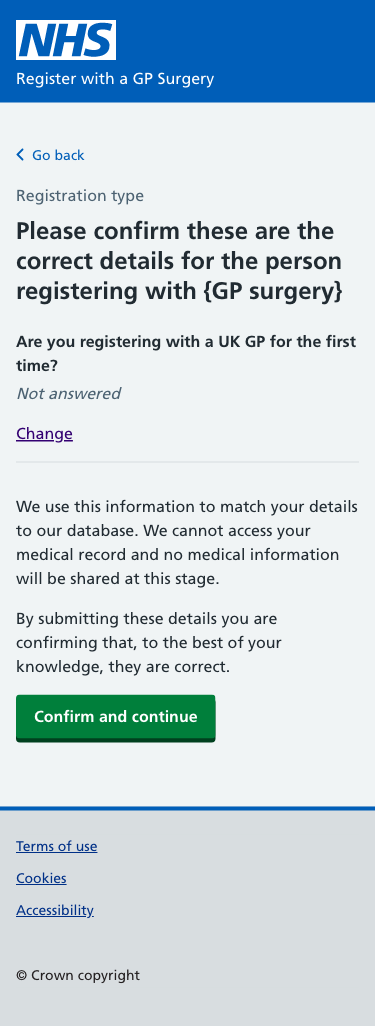 NHS
Register with a GP Surgery
Go back
Registration type
Please confirm these are the
correct details for the person
registering with {GP surgery}
Are you registering with a UK GP for the first
time?
Not answered
Change
We use this information to match your details
to our database. We cannot access your
medical record and no medical information
will be shared at this stage.
By submitting these details you are
confirming that, to the best of your
knowledge, they are correct.
Confirm and continue
Terms of use
Cookies
Accessibility
© Crown copyright